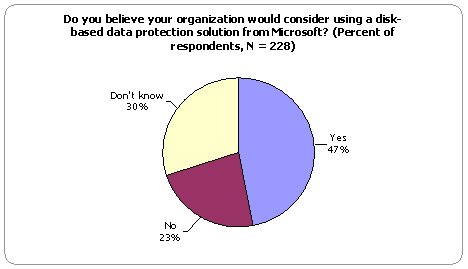 Do you believe your organization would consider using a disk-
based data protection solution from Microsoft? (Percent of
respondents, N = 228)
Don't know
30%
Yes
47%
No
23%